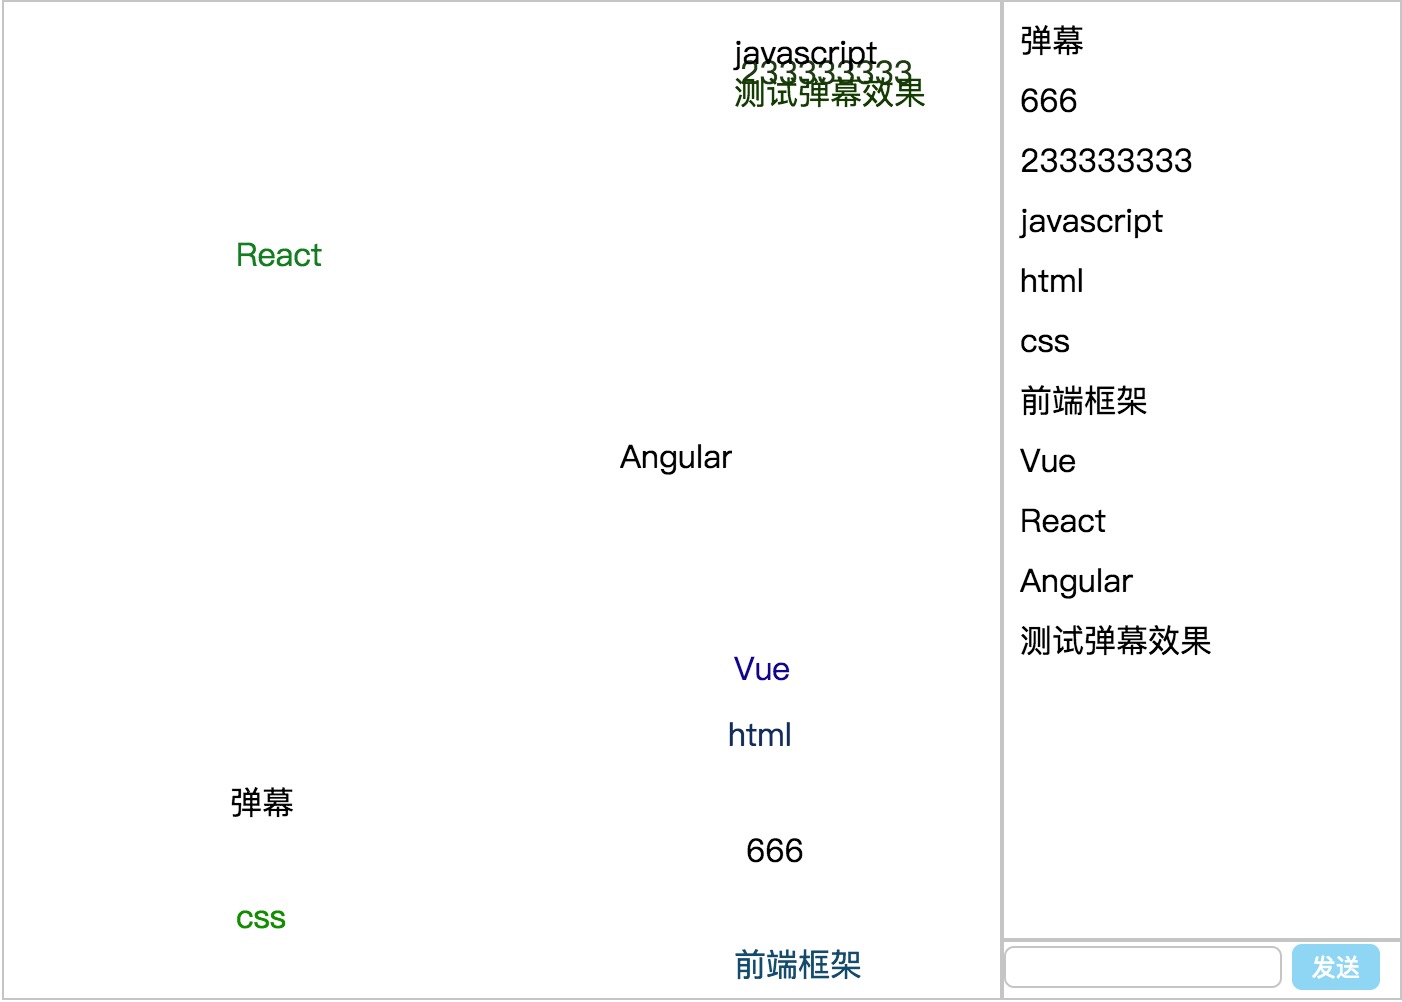 javascript
233333333
测试弹幕效果
React
Angular
Vue
html
弹幕
666
css
前端框架
弹幕
666
233333333
javascript
html
css
前端框架
Vue
React
Angular
测试弹幕效果
发送